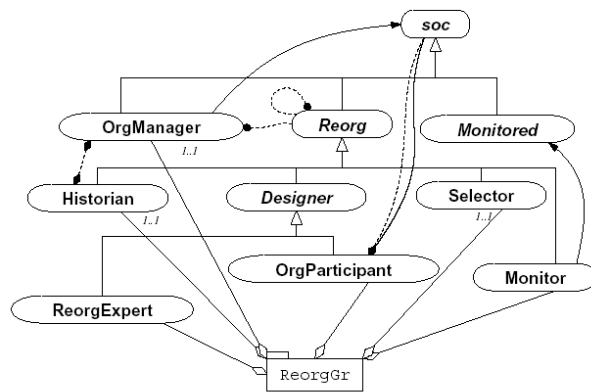 soc
OrgManager
Reorg
Monitored
1..1
Historian
Designer
Selector
1..1
1..1
OrgParticipant
Monitor
ReorgExpert
ReorgGr